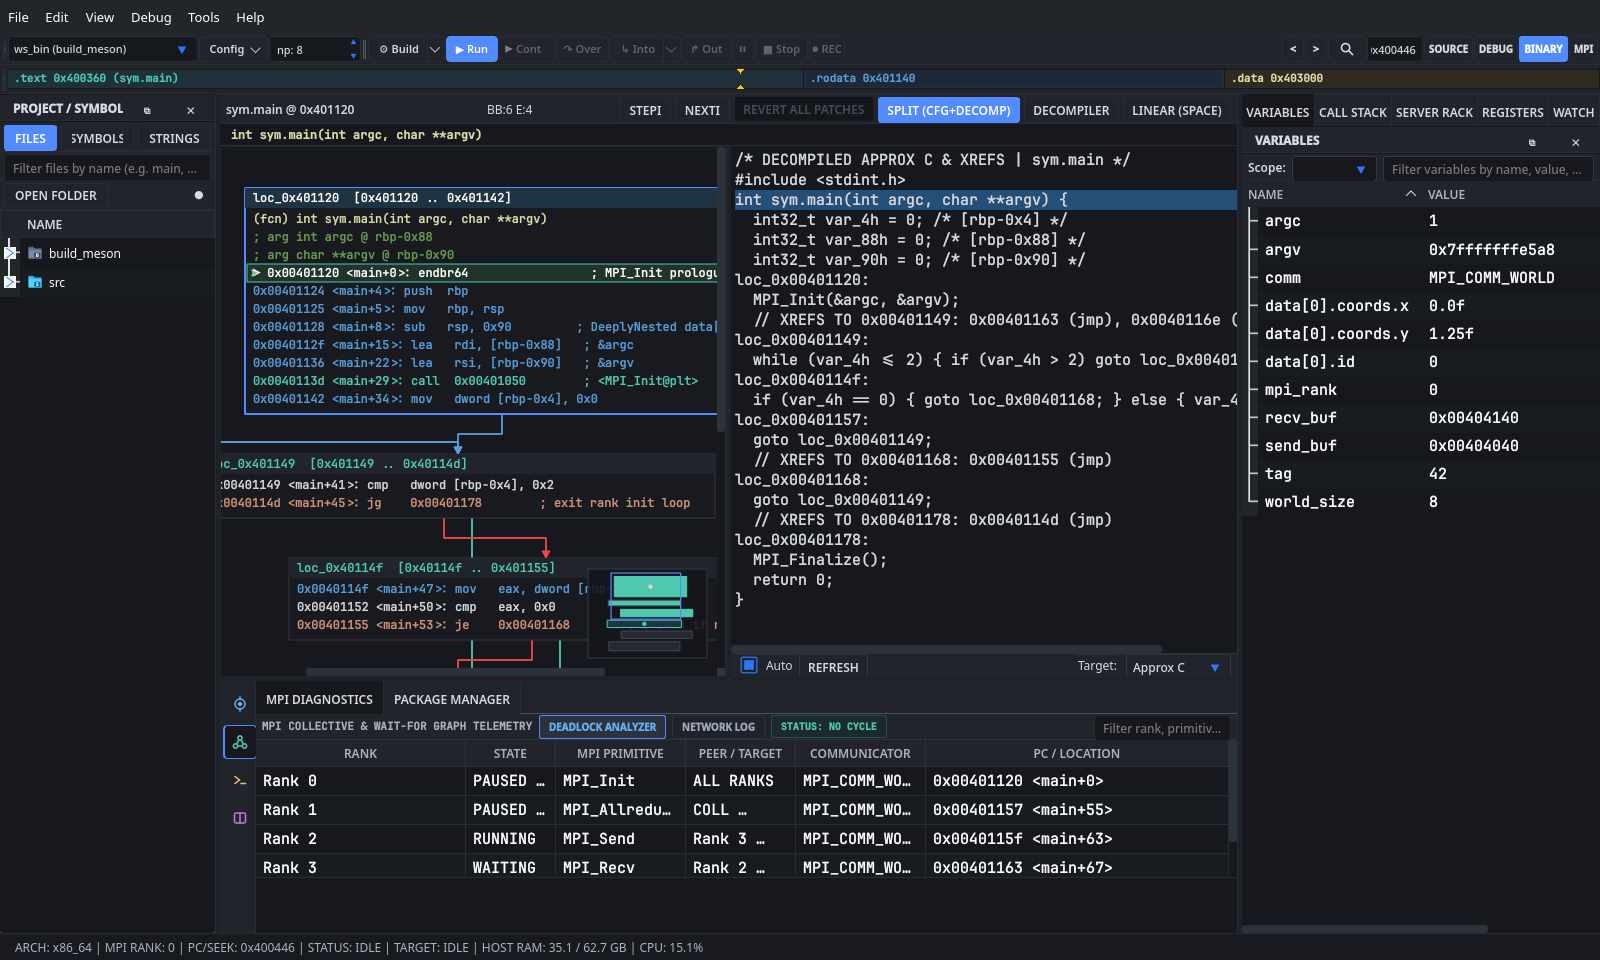 File Edit View Debug Tools Help
ws_bin (build_meson) Config np: 8 Build Run Cont Over Into Out Stop REC < > 0x400446 SOURCE DEBUG BINARY MPI
.text 0x400360 (sym.main) .rodata 0x401140 .data 0x403000
PROJECT / SYMBOL
FILES SYMBOLS STRINGS
Filter files by name (e.g. main, ...
OPEN FOLDER
NAME
build_meson
src
sym.main @ 0x401120 BB:6 E:4 STEPI NEXTI REVERT ALL PATCHES SPLIT (CFG+DECOMP) DECOMPILER LINEAR (SPACE)
int sym.main(int argc, char **argv)
loc_0x401120 [0x401120 .. 0x401142]
(fcn) int sym.main(int argc, char **argv)
; arg int argc @ rbp-0x88
; arg char **argv @ rbp-0x90
0x00401120 <main+0>: endbr64 ; MPI_Init prologu
0x00401124 <main+4>: push rbp
0x00401125 <main+5>: mov rbp, rsp
0x00401128 <main+8>: sub rsp, 0x90 ; DeeplyNested data[
0x0040112f <main+15>: lea rdi, [rbp-0x88] ; &argc
0x00401136 <main+22>: lea rsi, [rbp-0x90] ; &argv
0x0040113d <main+29>: call 0x00401050 ; <MPI_Init@plt>
0x00401142 <main+34>: mov dword [rbp-0x4], 0x0
oc_0x401149 [0x401149 .. 0x40114d]
x00401149 <main+41>: cmp dword [rbp-0x4], 0x2
x0040114d <main+45>: jg 0x00401178 ; exit rank init loop
loc_0x40114f [0x40114f .. 0x401155]
0x0040114f <main+47>: mov eax, dword [rbp
0x00401152 <main+50>: cmp eax, 0x0
0x00401155 <main+53>: je 0x00401168 if r
/* DECOMPILED APPROX C & XREFS | sym.main */
#include <stdint.h>
int sym.main(int argc, char **argv) {
int32_t var_4h = 0; /* [rbp-0x4] */
int32_t var_88h = 0; /* [rbp-0x88] */
int32_t var_90h = 0; /* [rbp-0x90] */
loc_0x00401120:
MPI_Init(&argc, &argv);
// XREFS TO 0x00401149: 0x00401163 (jmp), 0x0040116e (
loc_0x00401149:
while (var_4h <= 2) { if (var_4h > 2) goto loc_0x00401
loc_0x0040114f:
if (var_4h == 0) { goto loc_0x00401168; } else { var_4
loc_0x00401157:
goto loc_0x00401149;
// XREFS TO 0x00401168: 0x00401155 (jmp)
loc_0x00401168:
goto loc_0x00401149;
// XREFS TO 0x00401178: 0x0040114d (jmp)
loc_0x00401178:
MPI_Finalize();
return 0;
}
Auto REFRESH Target: Approx C
VARIABLES CALL STACK SERVER RACK REGISTERS WATCH
VARIABLES
Scope: Filter variables by name, value, ...
NAME VALUE
argc 1
argv 0x7fffffffe5a8
comm MPI_COMM_WORLD
data[0].coords.x 0.0f
data[0].coords.y 1.25f
data[0].id 0
mpi_rank 0
recv_buf 0x00404140
send_buf 0x00404040
tag 42
world_size 8
MPI DIAGNOSTICS PACKAGE MANAGER
MPI COLLECTIVE & WAIT-FOR GRAPH TELEMETRY DEADLOCK ANALYZER NETWORK LOG STATUS: NO CYCLE Filter rank, primitiv...
RANK STATE MPI PRIMITIVE PEER / TARGET COMMUNICATOR PC / LOCATION
Rank 0 PAUSED … MPI_Init ALL RANKS MPI_COMM_WO… 0x00401120 <main+0>
Rank 1 PAUSED … MPI_Allredu… COLL … MPI_COMM_WO… 0x00401157 <main+55>
Rank 2 RUNNING MPI_Send Rank 3 … MPI_COMM_WO… 0x0040115f <main+63>
Rank 3 WAITING MPI_Recv Rank 2 … MPI_COMM_WO… 0x00401163 <main+67>
ARCH: x86_64 | MPI RANK: 0 | PC/SEEK: 0x400446 | STATUS: IDLE | TARGET: IDLE | HOST RAM: 35.1 / 62.7 GB | CPU: 15.1%